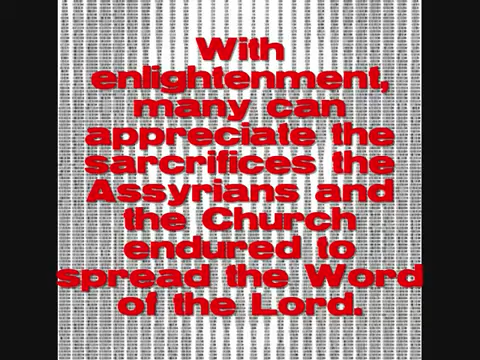 With
enlightenment,
many can
appreciate the
sarcrifices the
Assyrians and
the Church
endured to
spread the Word
of the Lord.